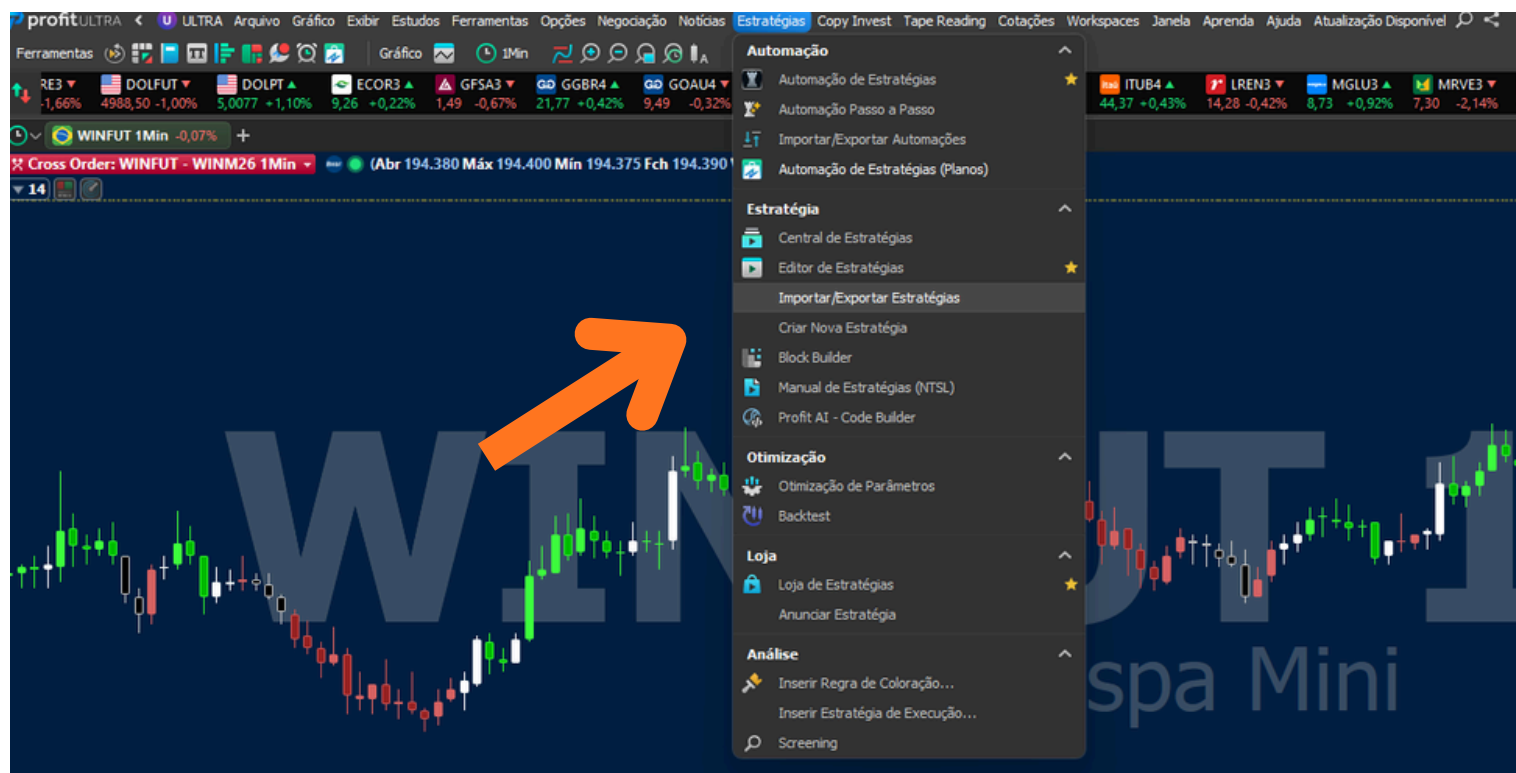 profitULTRA U ULTRA Arquivo Gráfico Exibir Estudos Ferramentas Opções Negociação Notícias Estratégias Copy Invest Tape Reading Cotações Workspaces Janela Aprenda Ajuda Atualização Disponível
Ferramentas Gráfico 1Min
RE3 DOLFUT DOLPT ECOR3 GFSA3 GGBR4 GOAU4 ITUB4 LREN3 MGLU3 MRVE3
-1,66% 4988,50 -1,00% 5,0077 +1,10% 9,26 +0,22% 1,49 -0,67% 21,77 +0,42% 9,49 -0,32% 44,37 +0,43% 14,28 -0,42% 8,73 +0,92% 7,30 -2,14%
WINFUT 1Min -0,07% +
Cross Order: WINFUT - WINM26 1Min (Abr 194.380 Máx 194.400 Mín 194.375 Fch 194.390
14
Automação
Automação de Estratégias
Automação Passo a Passo
Importar/Exportar Automações
Automação de Estratégias (Planos)
Estratégia
Central de Estratégias
Editor de Estratégias
Importar/Exportar Estratégias
Criar Nova Estratégia
Block Builder
Manual de Estratégias (NTSL)
Profit AI - Code Builder
Otimização
Otimização de Parâmetros
Backtest
Loja
Loja de Estratégias
Anunciar Estratégia
Análise
Inserir Regra de Coloração...
Inserir Estratégia de Execução...
Screening
WIN UT 1
spa Mini